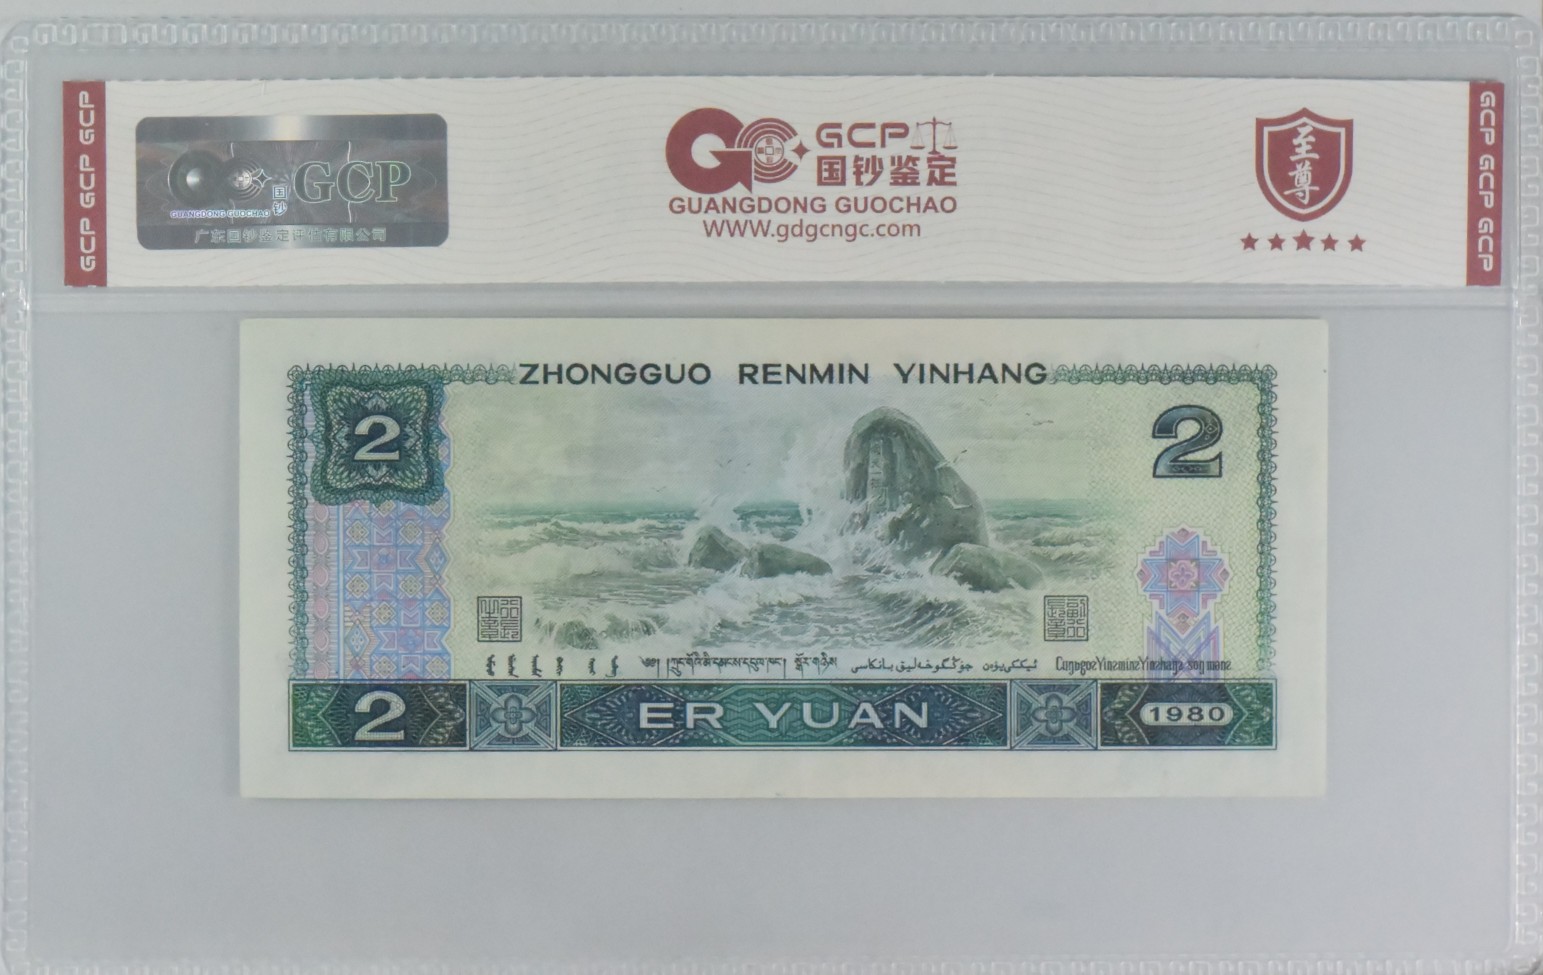 GCP GCP GCP
国钞
GCP
GUANGDONG GUOCHAO
广东国钞鉴定评估有限公司
GCP
国钞鉴定
GUANGDONG GUOCHAO
WWW.gdgcngc.com
至尊
GCP GCP GCP
ZHONGGUO RENMIN YINHANG
2
2
2
ER YUAN
1980